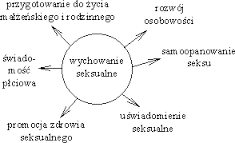 przygotowanie do życia
małżeńskiego i rodzinnego
rozwój
osobowości
świado-
mość
płciowa
wychowanie
seksualne
samoopanowanie
seksu
promocja zdrowia
seksualnego
uświadomienie
seksualne